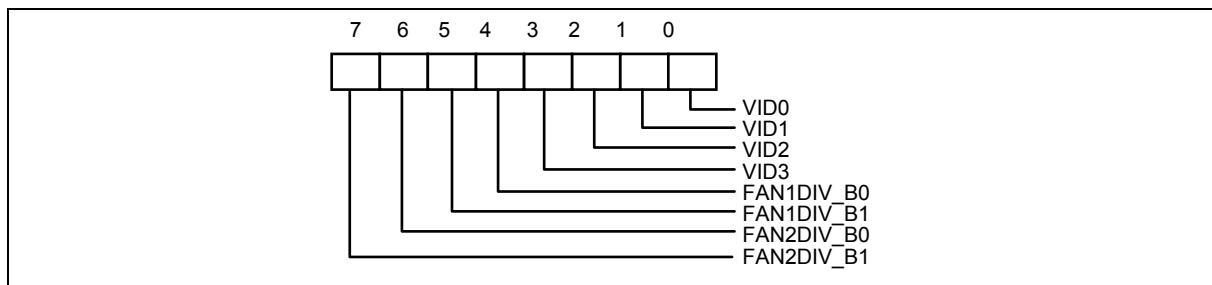 7 6 5 4 3 2 1 0
VID0
VID1
VID2
VID3
FAN1DIV_B0
FAN1DIV_B1
FAN2DIV_B0
FAN2DIV_B1